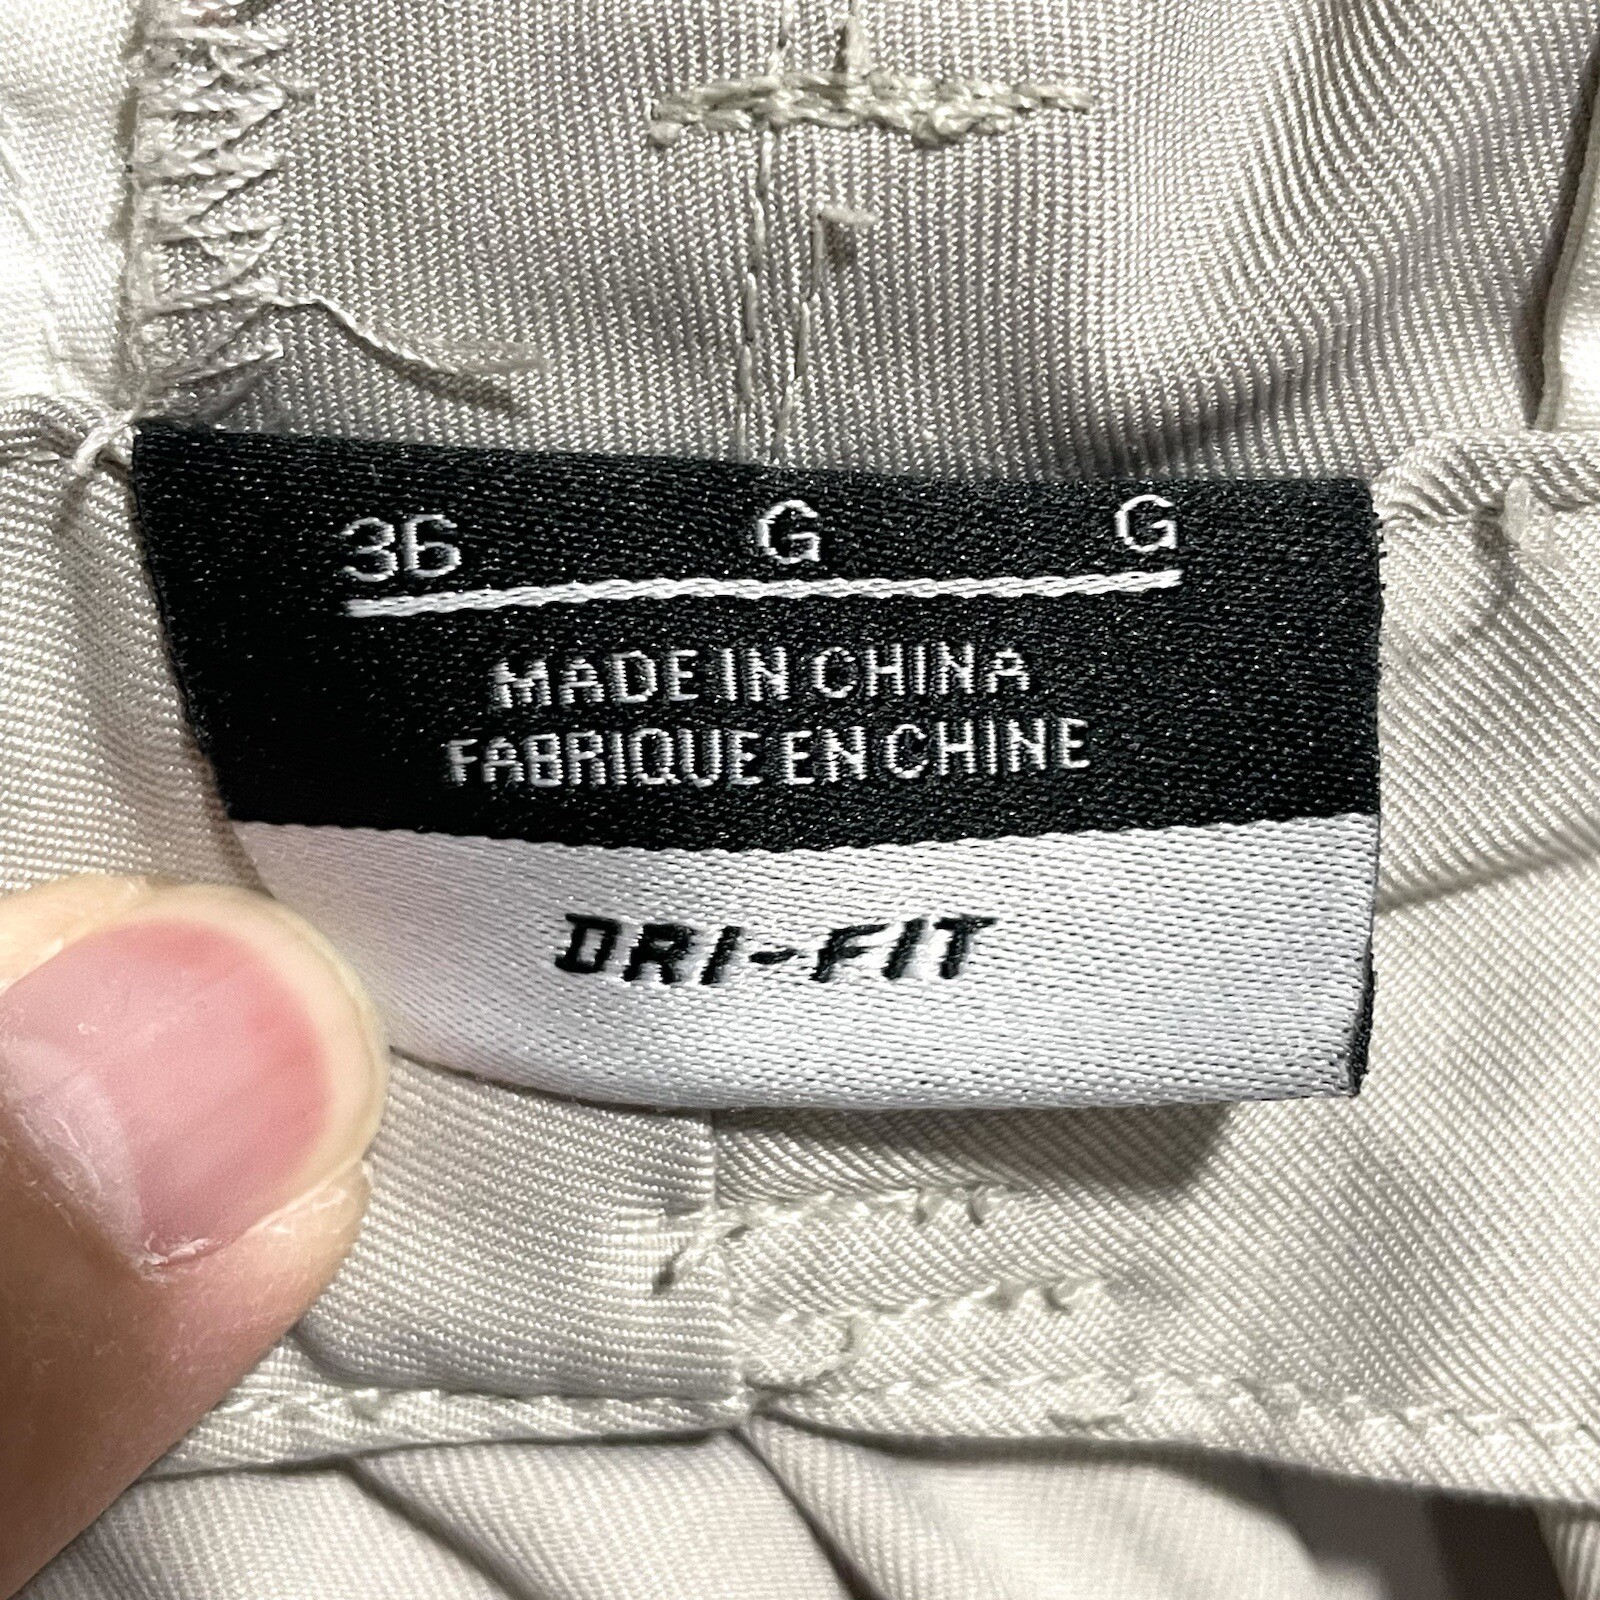 36 G G
MADE IN CHINA
FABRIQUE EN CHINE
DRI-FIT